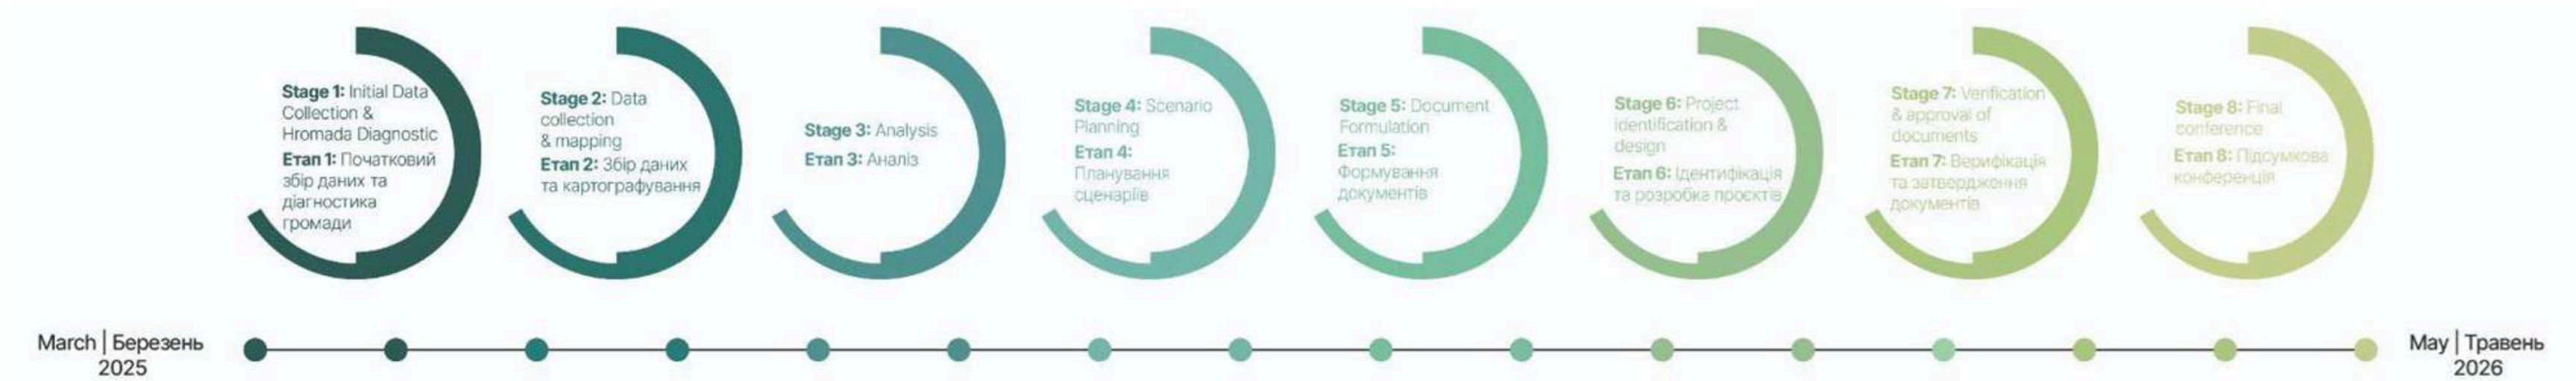 Stage 1: Initial Data
Collection &
Hromada Diagnostic
Етап 1: Початковий
збір даних та
діагностика
громади
Stage 2: Data
collection
& mapping
Етап 2: Збір даних
та картографування
Stage 3: Analysis
Етап 3: Аналіз
Stage 4: Scenario
Planning
Етап 4:
Планування
сценаріїв
Stage 5: Document
Formulation
Етап 5:
Формування
документів
Stage 6: Project
identification &
design
Етап 6: Ідентифікація
та розробка проєктів
Stage 7: Verification
& approval of
documents
Етап 7: Верифікація
та затвердження
документів
Stage 8: Final
conference
Етап 8: Підсумкова
конференція
March | Березень
2025
May | Травень
2026